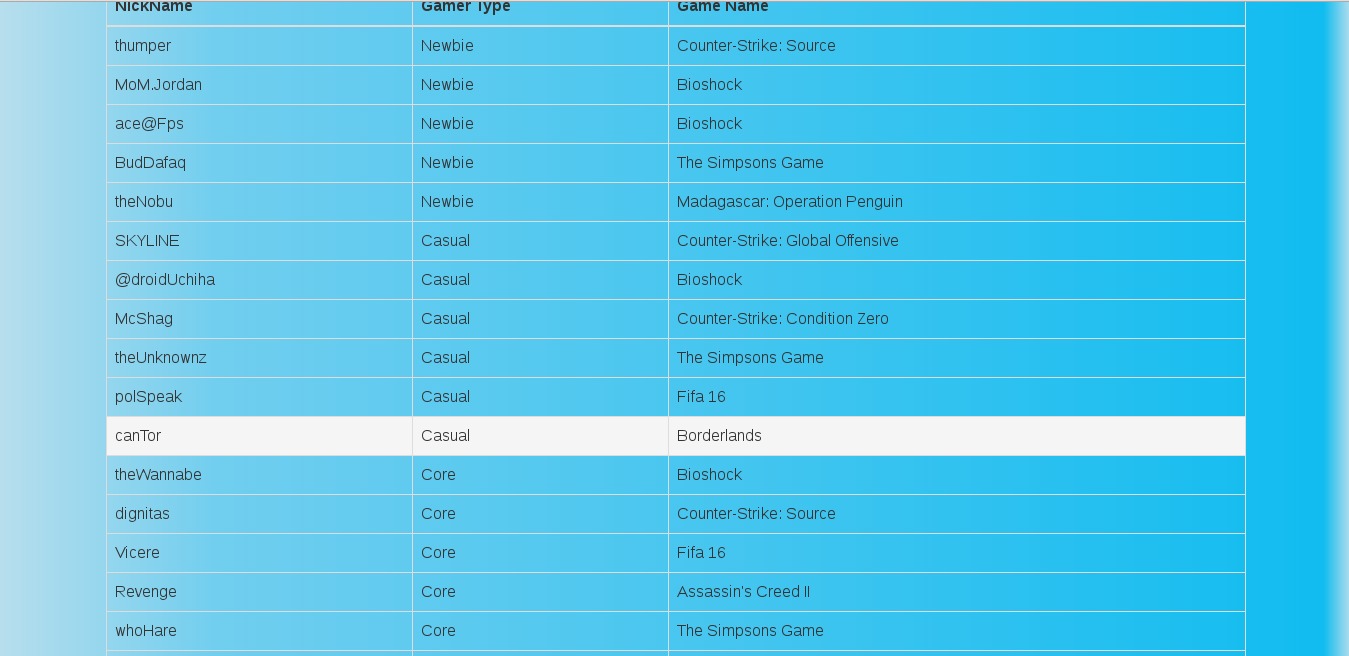 NickName Gamer Type Game Name
thumper Newbie Counter-Strike: Source
MoM.Jordan Newbie Bioshock
ace@Fps Newbie Bioshock
BudDafaq Newbie The Simpsons Game
theNobu Newbie Madagascar: Operation Penguin
SKYLINE Casual Counter-Strike: Global Offensive
@droidUchiha Casual Bioshock
McShag Casual Counter-Strike: Condition Zero
theUnknownz Casual The Simpsons Game
polSpeak Casual Fifa 16
canTor Casual Borderlands
theWannabe Core Bioshock
dignitas Core Counter-Strike: Source
Vicere Core Fifa 16
Revenge Core Assassin's Creed II
whoHare Core The Simpsons Game